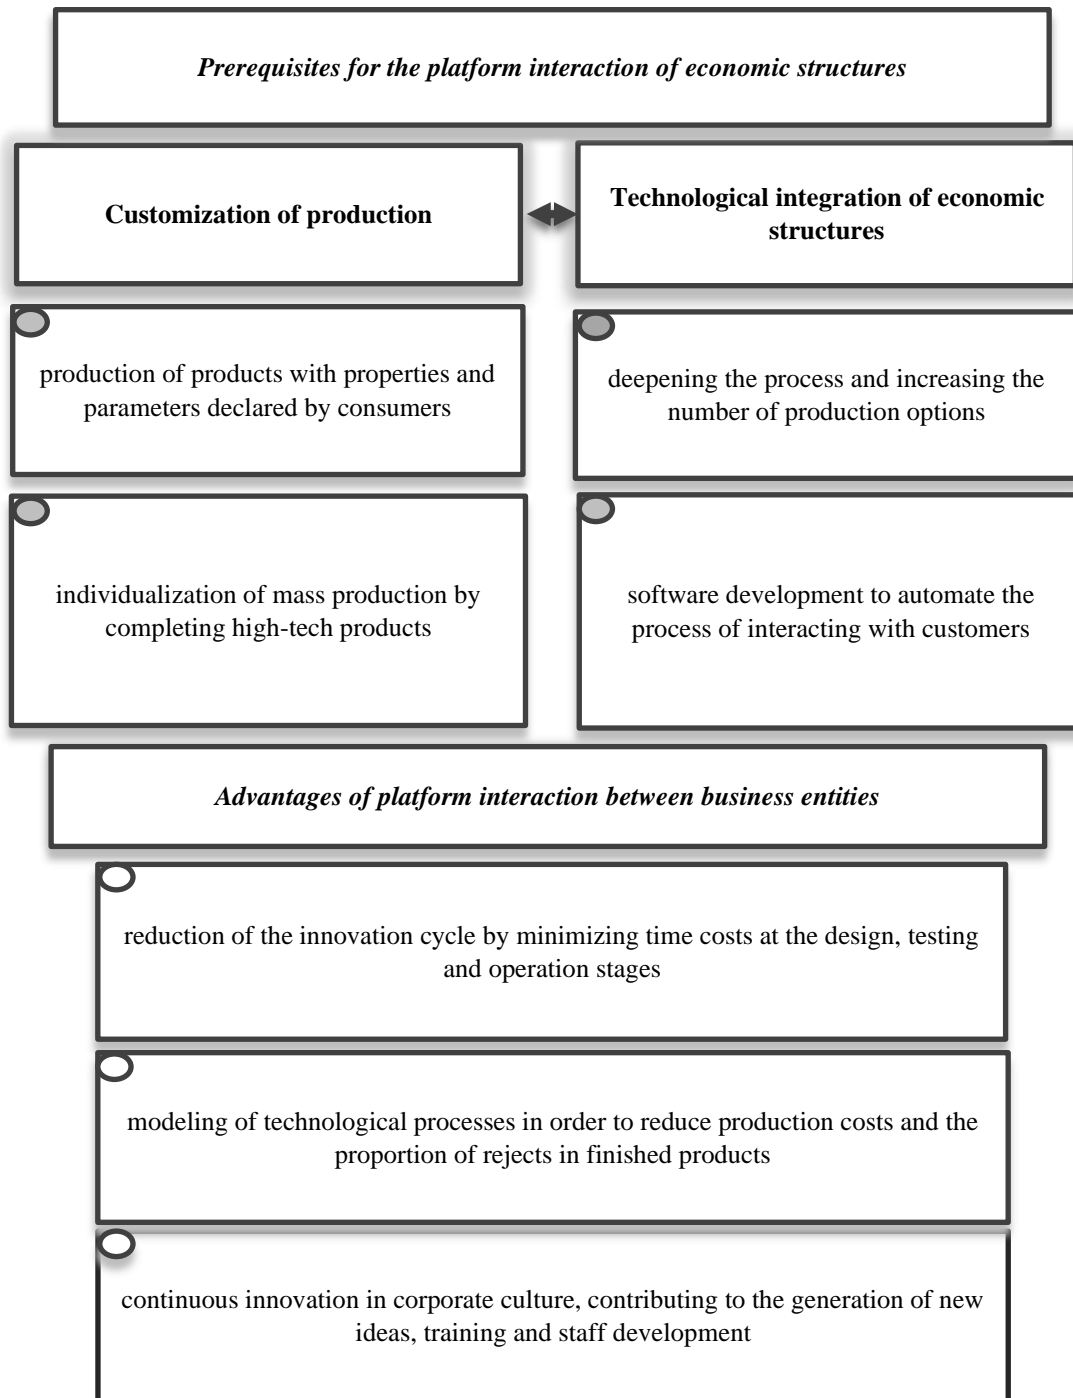 Prerequisites for the platform interaction of economic structures
Customization of production
Technological integration of economic
structures
production of products with properties and
parameters declared by consumers
deepening the process and increasing the
number of production options
individualization of mass production by
completing high-tech products
software development to automate the
process of interacting with customers
Advantages of platform interaction between business entities
reduction of the innovation cycle by minimizing time costs at the design, testing
and operation stages
modeling of technological processes in order to reduce production costs and the
proportion of rejects in finished products
continuous innovation in corporate culture, contributing to the generation of new
ideas, training and staff development